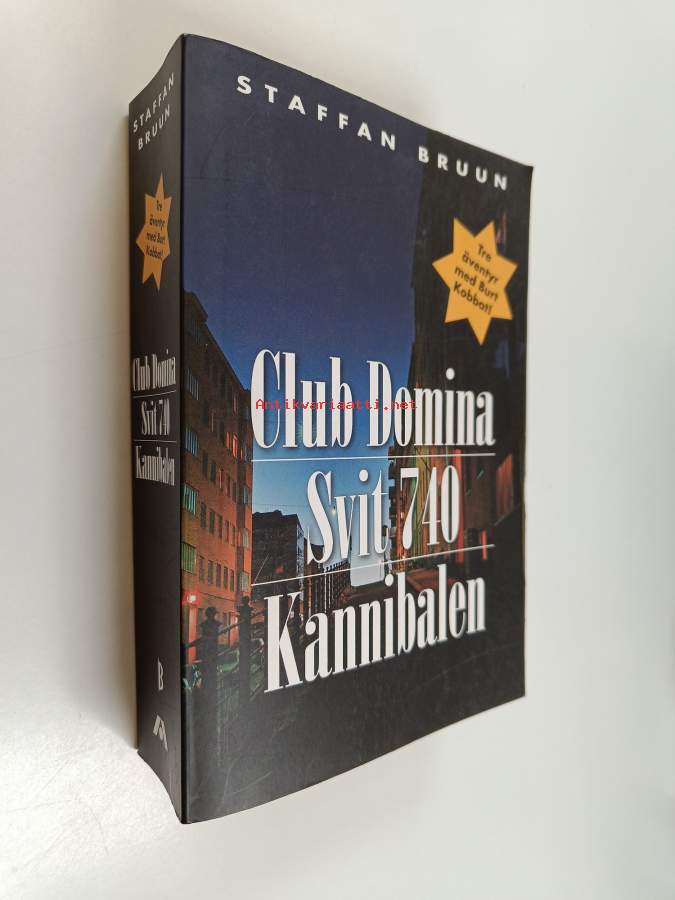 STAFFAN BRUUN
Tre
äventyr
med Burt
Kobbat!
Club Domina
Svit 740
Kannibalen
STAFFAN
BRUUN
Tre
äventyr
med Burt
Kobbat!
Club Domina
Svit 740
Kannibalen
B
Antikvariaatti.net